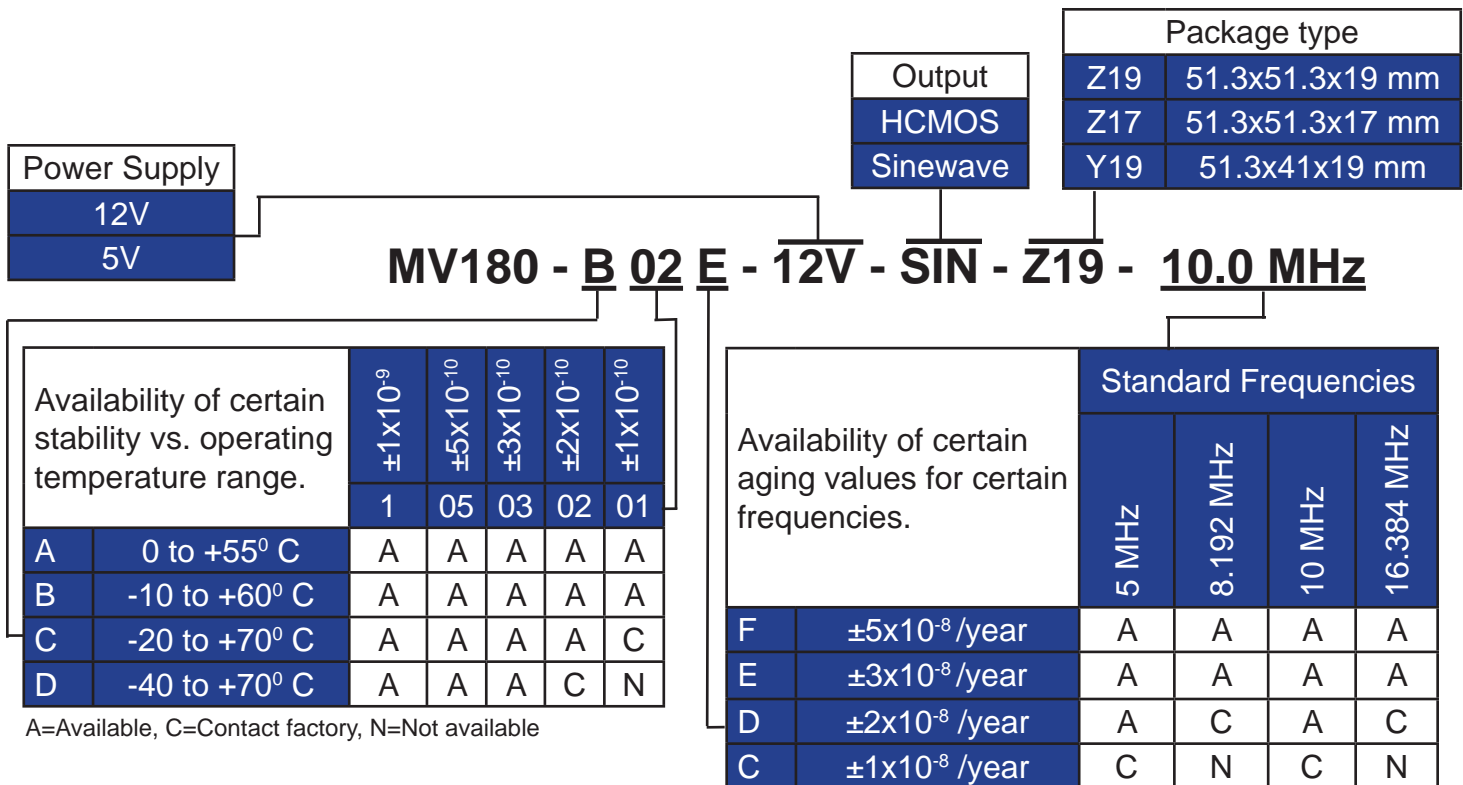 Package type
Z19 51.3x51.3x19 mm
Z17 51.3x51.3x17 mm
Y19 51.3x41x19 mm
Output
HCMOS
Sinewave
Power Supply
12V
5V
MV180 - B 02 E - 12V - SIN - Z19 - 10.0 MHz
Availability of certain
stability vs. operating
temperature range.
±1x10⁻⁹ ±5x10⁻¹⁰ ±3x10⁻¹⁰ ±2x10⁻¹⁰ ±1x10⁻¹⁰
1 05 03 02 01
A 0 to +55⁰ C A A A A A
B -10 to +60⁰ C A A A A A
C -20 to +70⁰ C A A A A C
D -40 to +70⁰ C A A A C N
A=Available, C=Contact factory, N=Not available
Availability of certain
aging values for certain
frequencies.
Standard Frequencies
5 MHz 8.192 MHz 10 MHz 16.384 MHz
F ±5x10⁻⁸/year A A A A
E ±3x10⁻⁸/year A A A A
D ±2x10⁻⁸/year A C A C
C ±1x10⁻⁸ /year C N C N